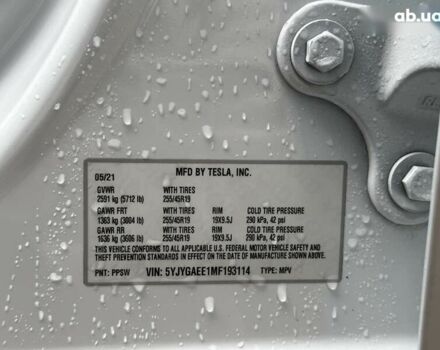 ab.ua
05/21 MFD BY TESLA, INC.
GVWR WITH TIRES
2591 kg (5712 lb) 255/45R19
GAWR FRT WITH TIRES RIM COLD TIRE PRESSURE
1363 kg (3004 lb) 255/45R19 19X9.5J 290 kPa, 42 psi
GAWR RR WITH TIRES RIM COLD TIRE PRESSURE
1636 kg (3606 lb) 255/45R19 19X9.5J 290 kPa, 42 psi
THIS VEHICLE CONFORMS TO ALL APPLICABLE U.S. FEDERAL MOTOR VEHICLE SAFETY
AND THEFT PREVENTION STANDARDS IN EFFECT ON THE DATE OF MANUFACTURE SHOWN
ABOVE.
PNT: PPSW VIN: 5YJYGAEE1MF193114 TYPE: MPV